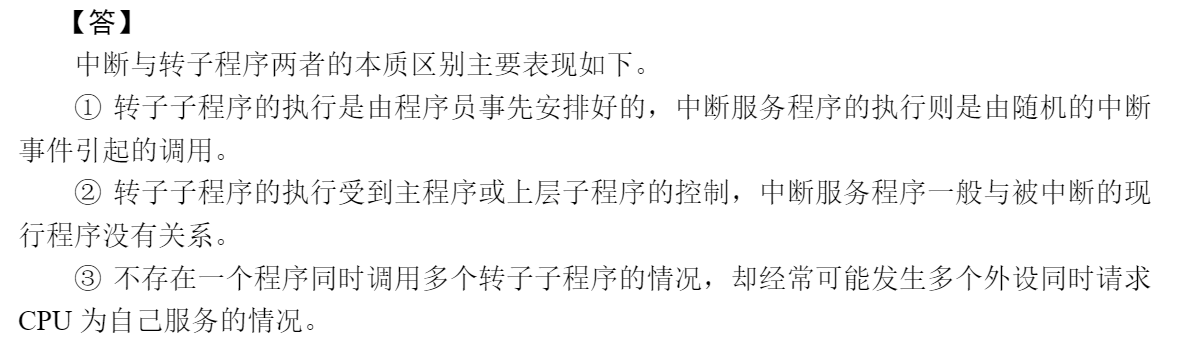 【答】
中断与转子程序两者的本质区别主要表现如下。
① 转子子程序的执行是由程序员事先安排好的，中断服务程序的执行则是由随机的中断
事件引起的调用。
② 转子子程序的执行受到主程序或上层子程序的控制，中断服务程序一般与被中断的现
行程序没有关系。
③ 不存在一个程序同时调用多个转子子程序的情况，却经常可能发生多个外设同时请求
CPU 为自己服务的情况。